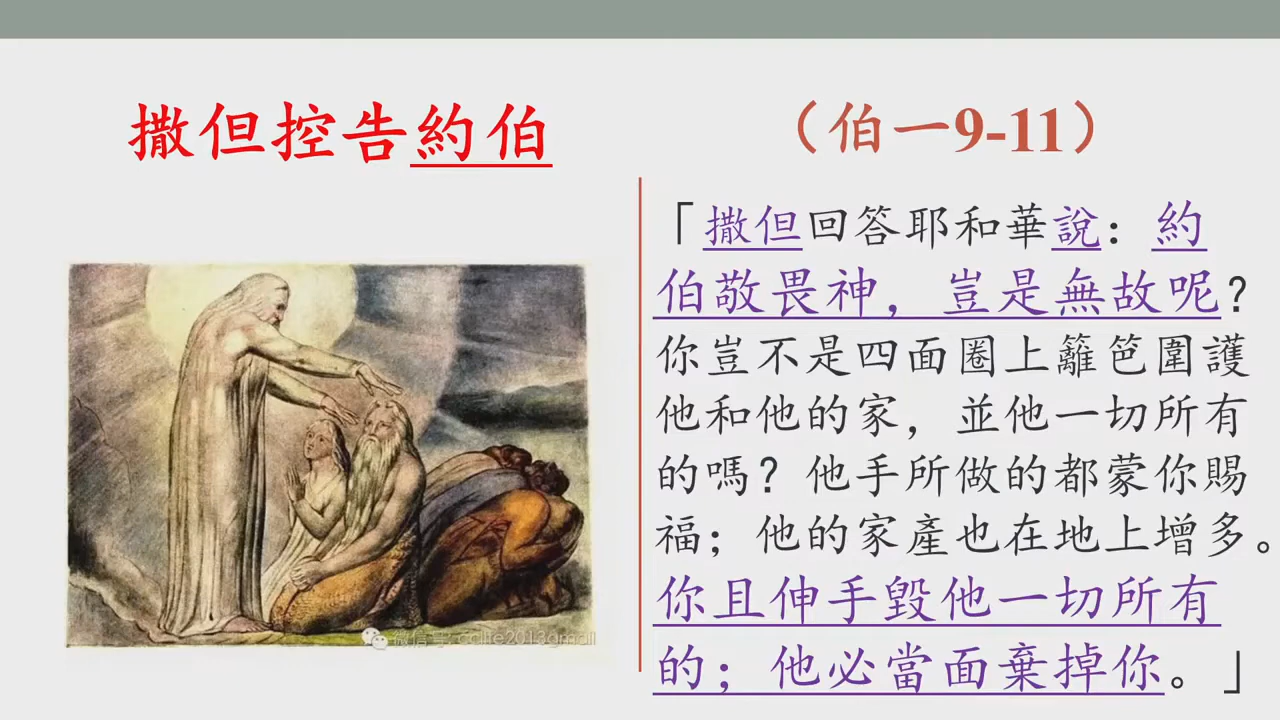 撒但控告約伯
（伯一9-11）
「撒但回答耶和華說：約
伯敬畏神，豈是無故呢？
你豈不是四面圈上籬笆圍護
他和他的家，並他一切所有
的嗎？他手所做的都蒙你賜
福；他的家產也在地上增多。
你且伸手毀他一切所有
的；他必當面棄掉你。」
微信号: cclife2013gmail